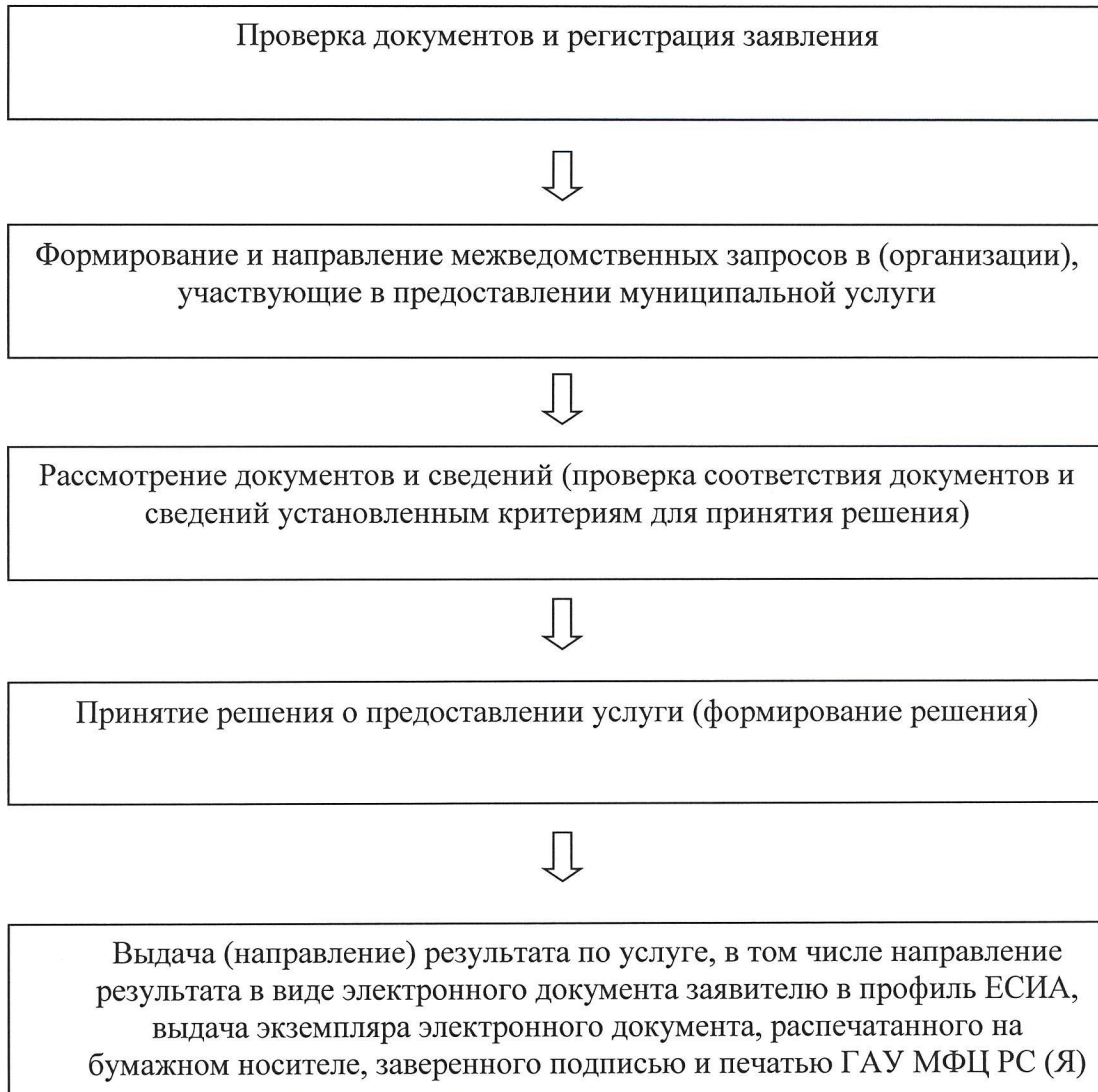 Проверка документов и регистрация заявления
Формирование и направление межведомственных запросов в (организации),
участвующие в предоставлении муниципальной услуги
Рассмотрение документов и сведений (проверка соответствия документов и
сведений установленным критериям для принятия решения)
Принятие решения о предоставлении услуги (формирование решения)
Выдача (направление) результата по услуге, в том числе направление
результата в виде электронного документа заявителю в профиль ЕСИА,
выдача экземпляра электронного документа, распечатанного на
бумажном носителе, заверенного подписью и печатью ГАУ МФЦ РС (Я)